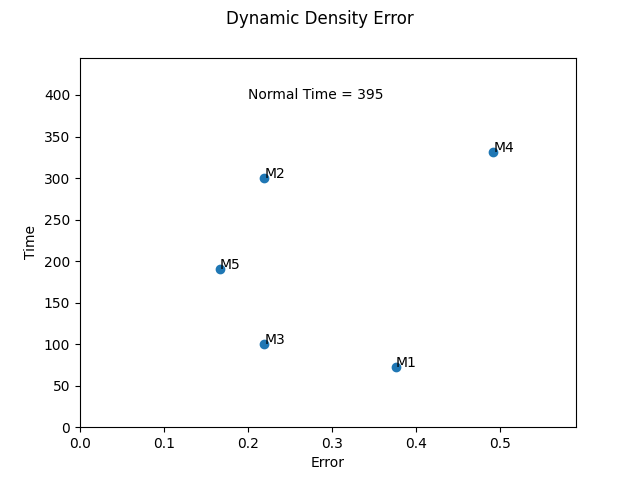 Dynamic Density Error
Normal Time = 395
400
350
300
250
200
150
100
50
0
Time
M4
M2
M5
M3
M1
0.0 0.1 0.2 0.3 0.4 0.5
Error